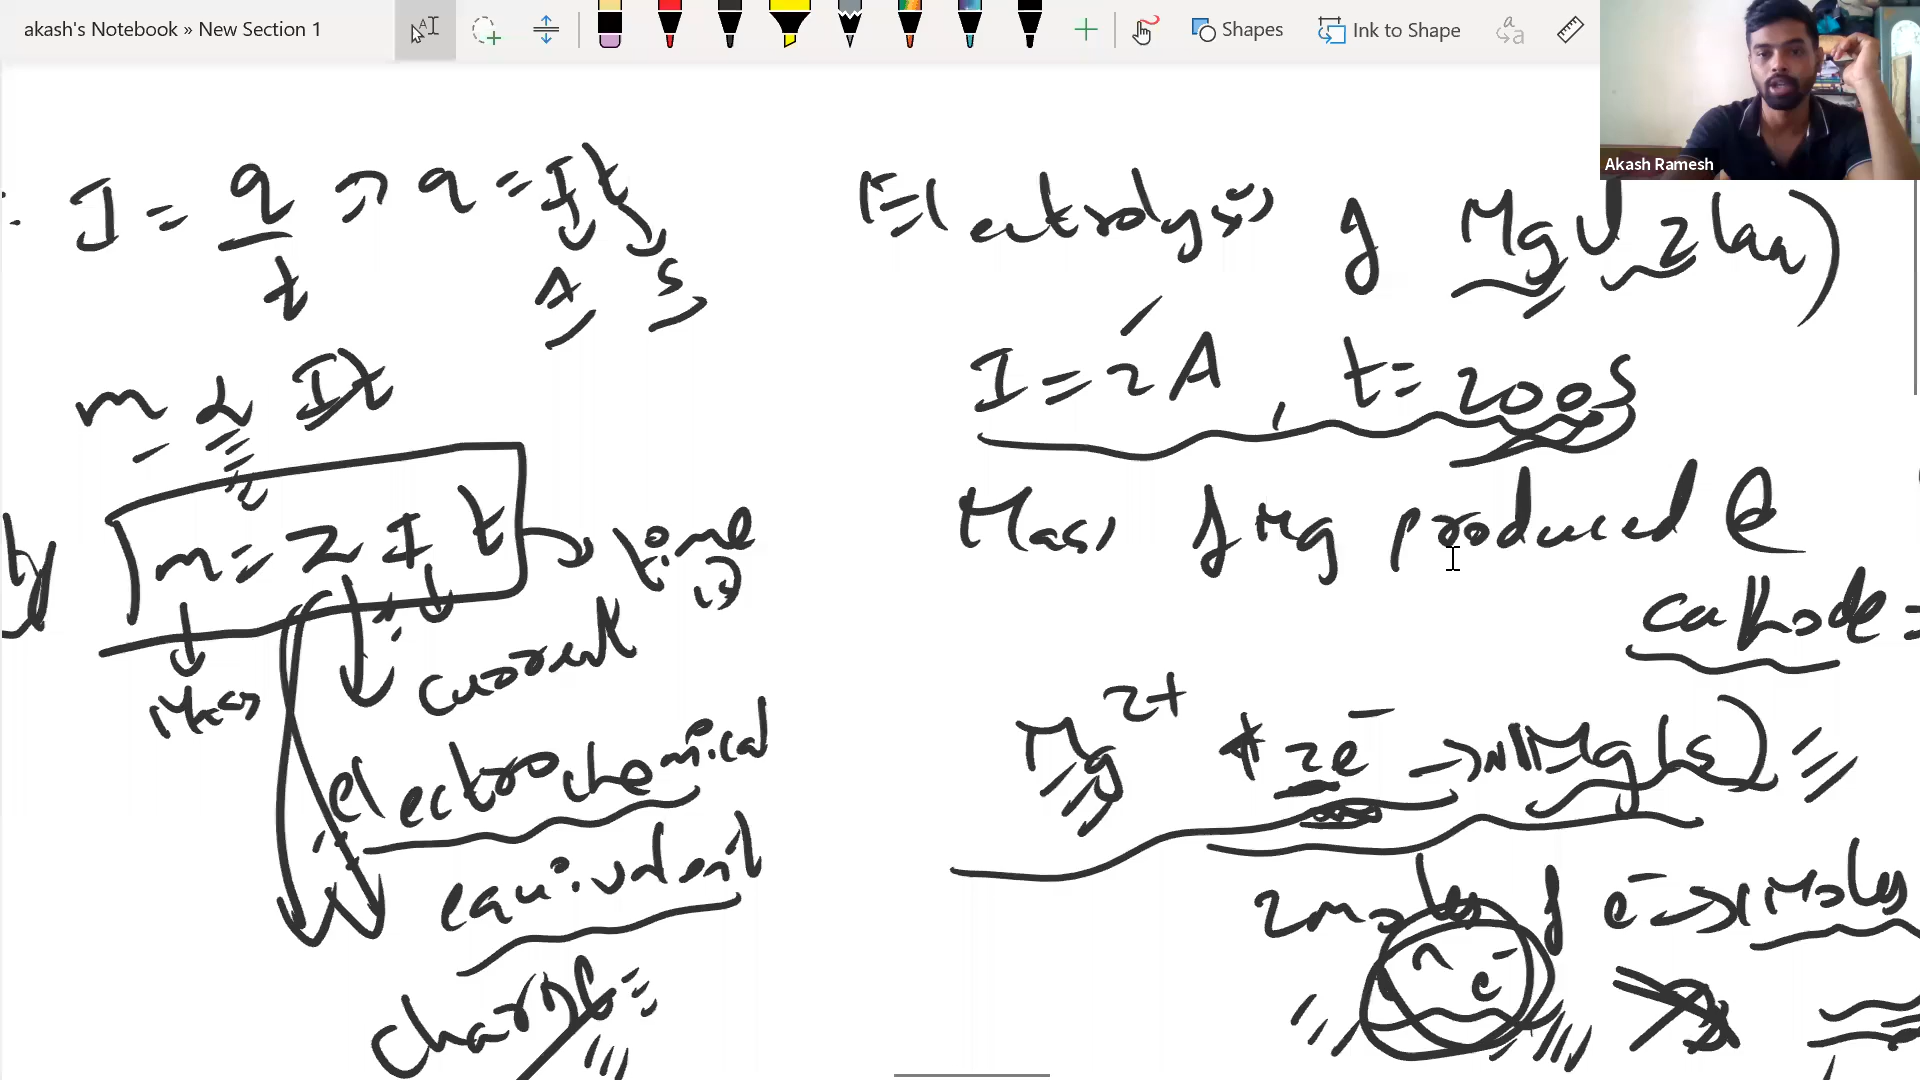 akash's Notebook » New Section 1
Shapes
Ink to Shape
Akash Ramesh
I = q/t ⇒ q = It
A s
m α It
m = Z I t
time
(s)
Mass
current
electrochemical
equivalent
charge
Electrolysis of MgCl2(aq)
I = 2A, t = 200s
Mass of Mg produced @
cathode =
Mg2+ + 2e- → 1 Mg(s)
2 moles of e- → 1 Moles
n e-